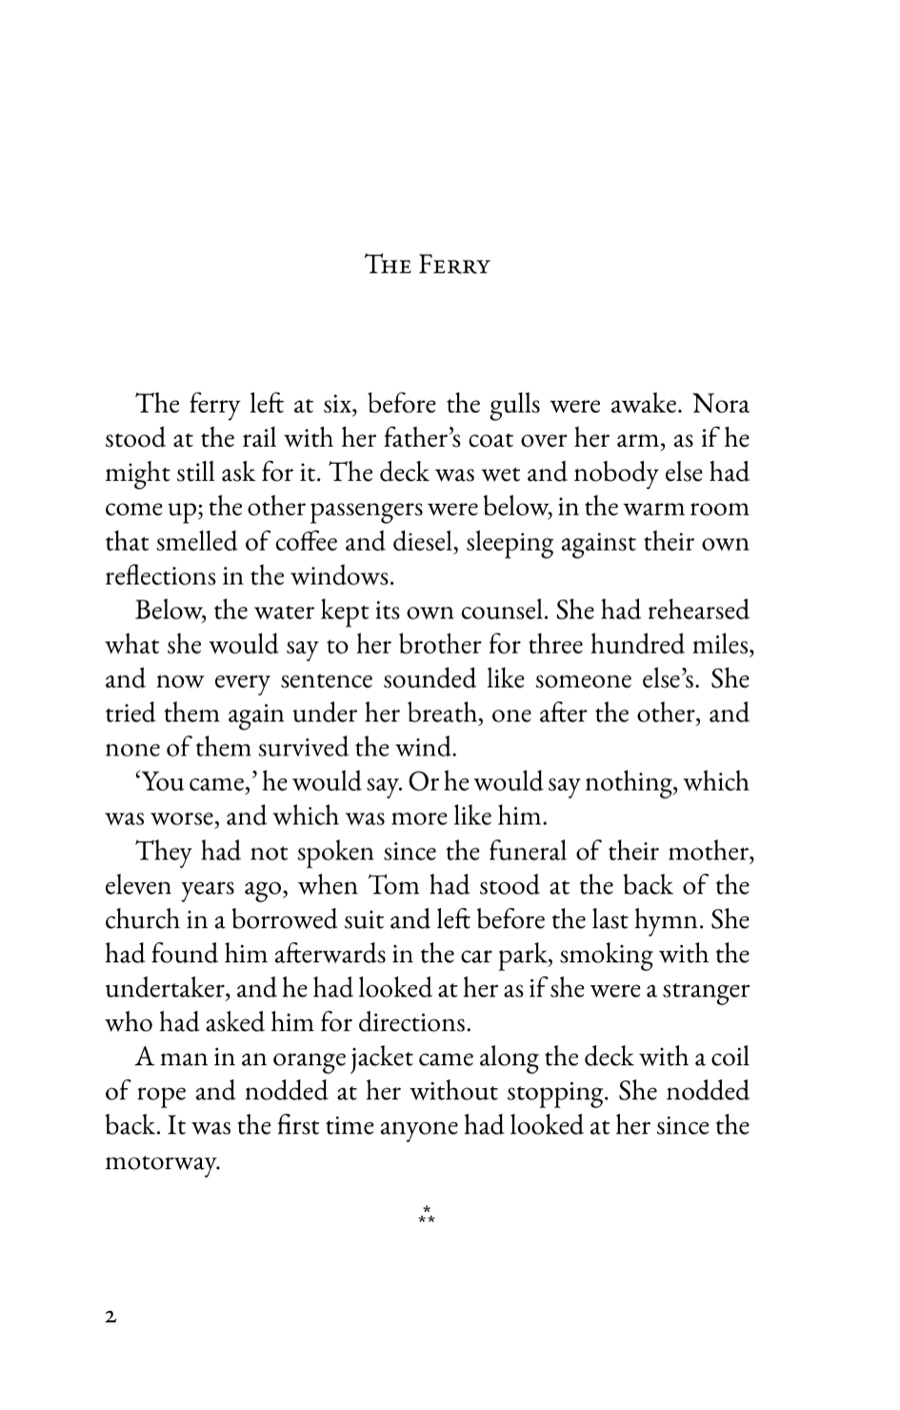 The Ferry
The ferry left at six, before the gulls were awake. Nora
stood at the rail with her father’s coat over her arm, as if he
might still ask for it. The deck was wet and nobody else had
come up; the other passengers were below, in the warm room
that smelled of coffee and diesel, sleeping against their own
reflections in the windows.
Below, the water kept its own counsel. She had rehearsed
what she would say to her brother for three hundred miles,
and now every sentence sounded like someone else’s. She
tried them again under her breath, one after the other, and
none of them survived the wind.
‘You came,’ he would say. Or he would say nothing, which
was worse, and which was more like him.
They had not spoken since the funeral of their mother,
eleven years ago, when Tom had stood at the back of the
church in a borrowed suit and left before the last hymn. She
had found him afterwards in the car park, smoking with the
undertaker, and he had looked at her as if she were a stranger
who had asked him for directions.
A man in an orange jacket came along the deck with a coil
of rope and nodded at her without stopping. She nodded
back. It was the first time anyone had looked at her since the
motorway.
⁂
2